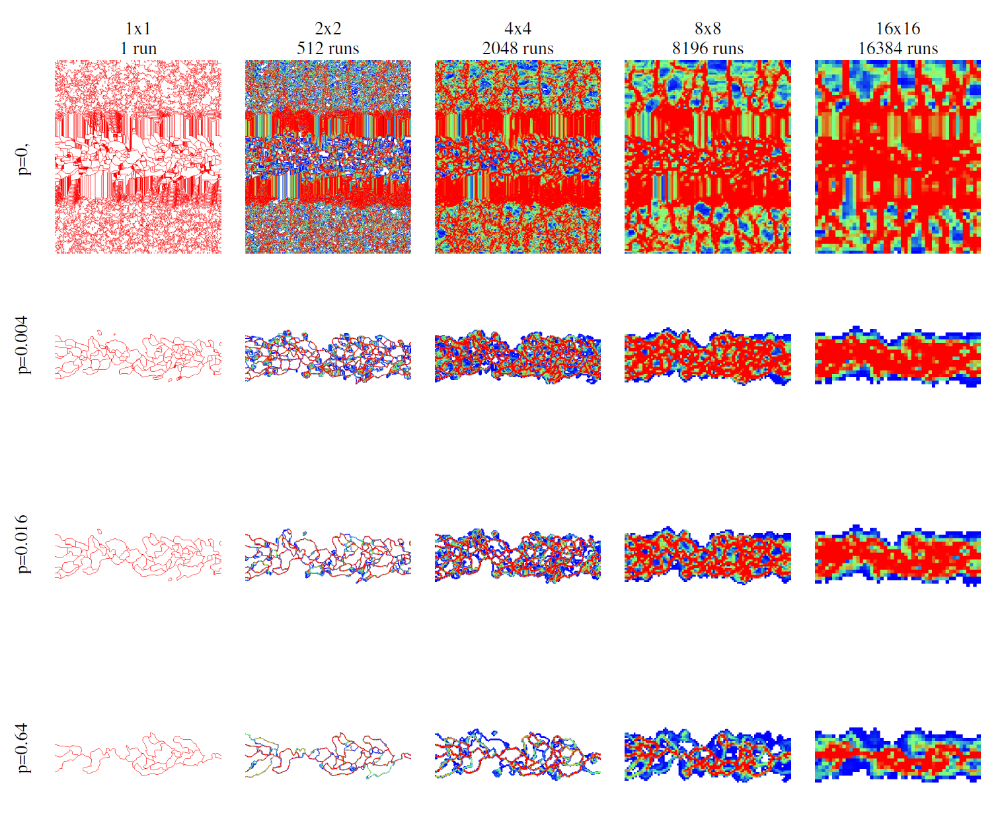 1x1
1 run
2x2
512 runs
4x4
2048 runs
8x8
8196 runs
16x16
16384 runs
p=0,
p=0.004
p=0.016
p=0.64